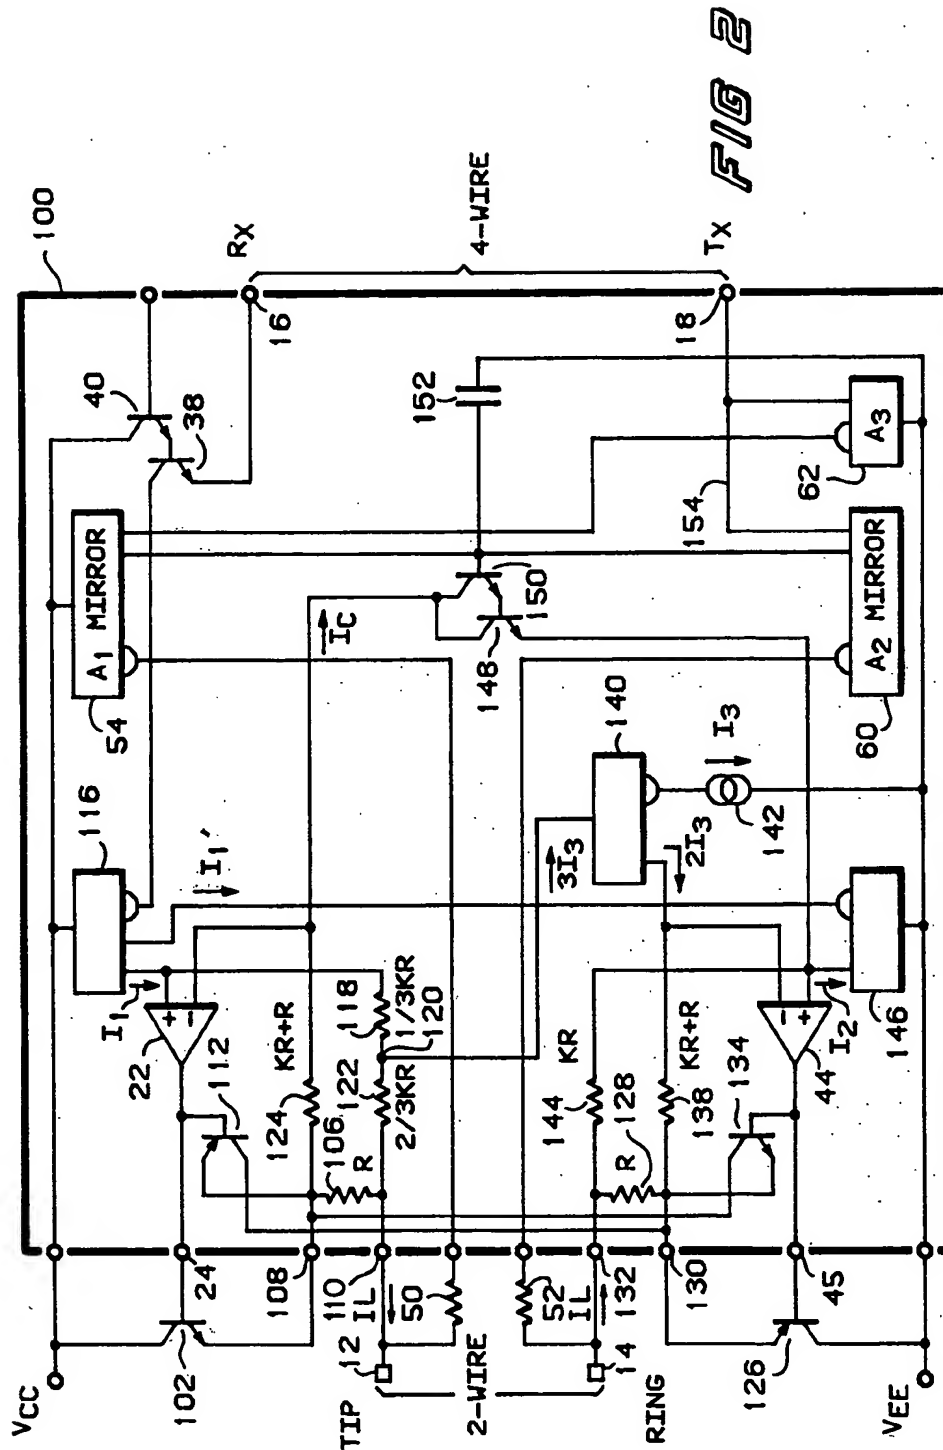 VCC
102
24
108
110
IL
12
TIP
50
2-WIRE
52
IL
14
132
130
RING
126
45
VEE
116
I1
I1'
22
+
−
112
124
KR+R
106
R
122
2/3KR
118
1/3KR
120
144
KR
128
R
138
KR+R
134
44
−
+
I2
146
A1 MIRROR
54
40
38
100
RX
16
4-WIRE
TX
18
IC
148
150
152
140
3I3
2I3
I3
142
154
A2 MIRROR
60
A3
62
FIG 2